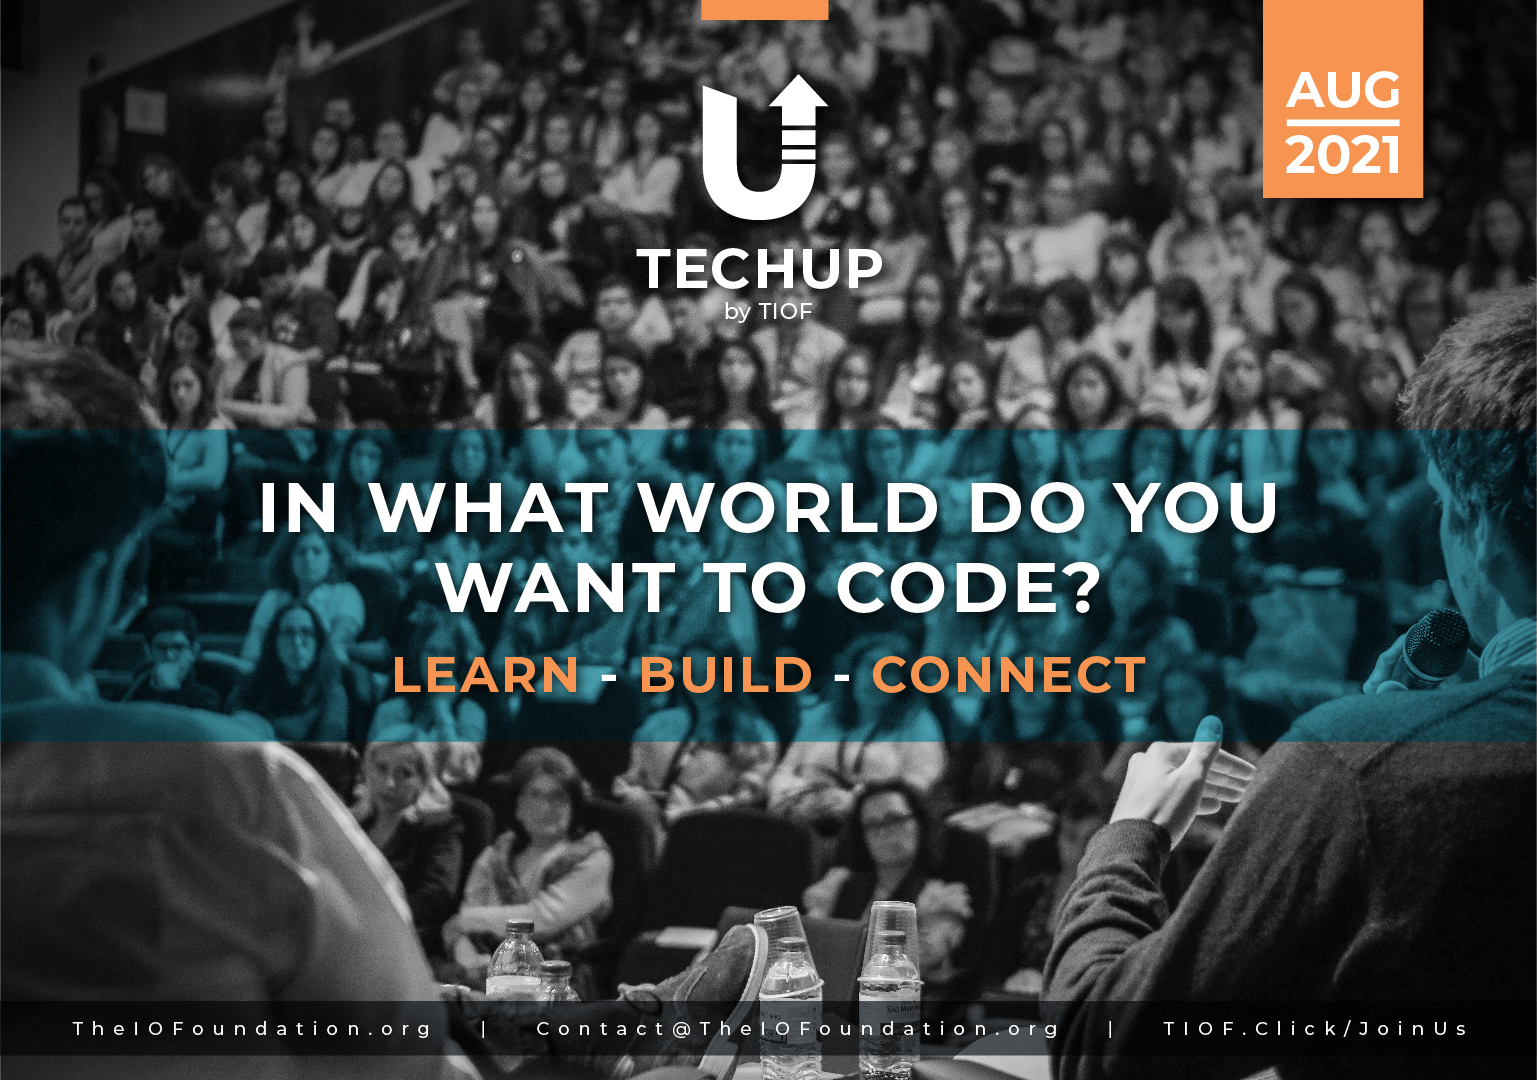 AUG
2021
TECHUP
by TIOF
IN WHAT WORLD DO YOU
WANT TO CODE?
LEARN - BUILD - CONNECT
TheIOFoundation.org | Contact@TheIOFoundation.org | TIOF.Click/JoinUs